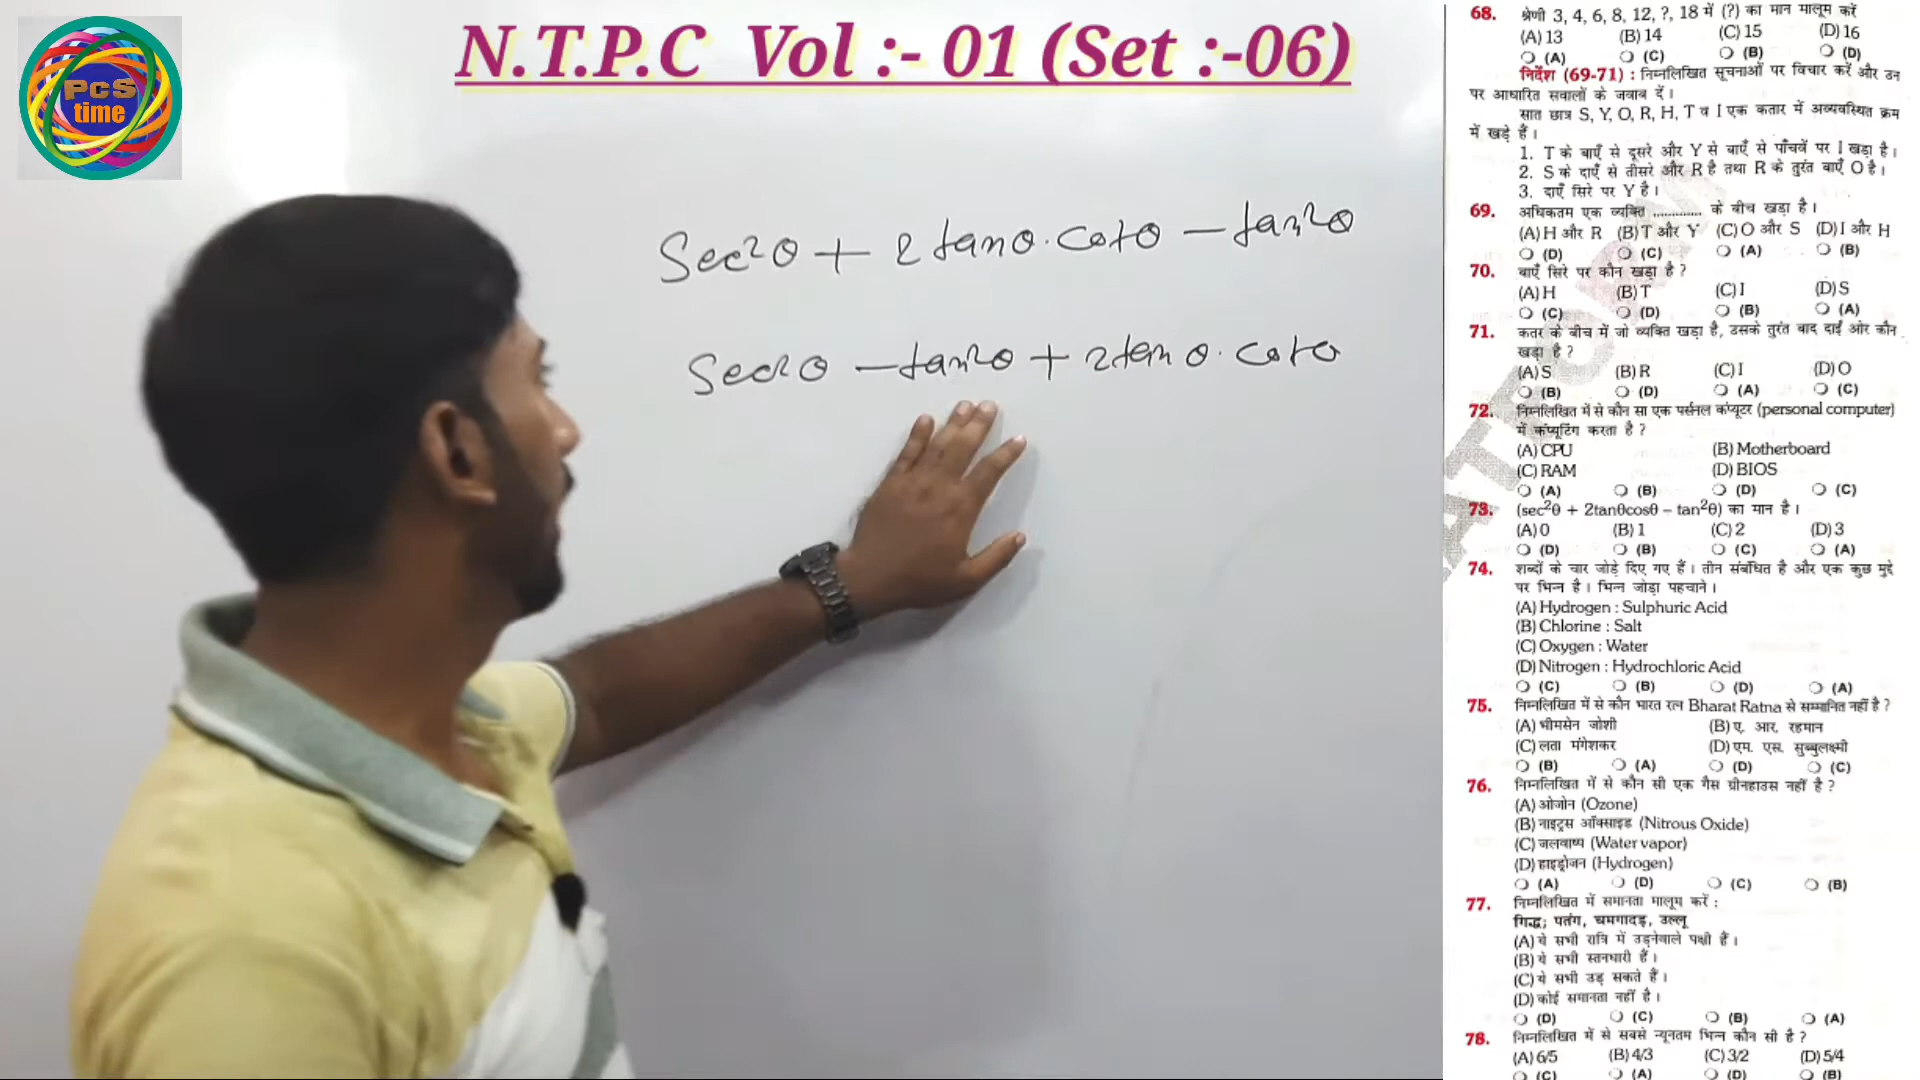 PCS
time
N.T.P.C Vol :- 01 (Set :-06)
Sec²θ + 2tanθ.cotθ – tan²θ
Sec²θ – tan²θ + 2tanθ.cotθ
68. श्रेणी 3, 4, 6, 8, 12, ?, 18 में (?) का मान मालूम करें
(A) 13 (B) 14 (C) 15 (D) 16
(A) (C) (B) (D)
निर्देश (69-71) : निम्नलिखित सूचनाओं पर विचार करें और उन
पर आधारित सवालों के जवाब दें।
सात छात्र S, Y, O, R, H, T व I एक कतार में अव्यवस्थित क्रम
में खड़े हैं।
1. T के बाएँ से दूसरे और Y से बाएँ से पाँचवें पर I खड़ा है।
2. S के दाएँ से तीसरे और R है तथा R के तुरंत बाएँ O है।
3. दाएँ सिरे पर Y है।
69. अधिकतम एक व्यक्ति ............. के बीच खड़ा है।
(A) H और R (B) T और Y (C) O और S (D) I और H
(D) (C) (A) (B)
70. बाएँ सिरे पर कौन खड़ा है ?
(A) H (B) T (C) I (D) S
(C) (D) (B) (A)
71. कतर के बीच में जो व्यक्ति खड़ा है, उसके तुरंत बाद दाईं ओर कौन
खड़ा है ?
(A) S (B) R (C) I (D) O
(B) (D) (A) (C)
72. निम्नलिखित में से कौन सा एक पर्सनल कंप्यूटर (personal computer)
में कंप्यूटिंग करता है ?
(A) CPU (B) Motherboard
(C) RAM (D) BIOS
(A) (B) (D) (C)
73. (sec²θ + 2tanθcosθ – tan²θ) का मान है।
(A) 0 (B) 1 (C) 2 (D) 3
(D) (B) (C) (A)
74. शब्दों के चार जोड़े दिए गए हैं। तीन संबंधित है और एक कुछ मुद्दे
पर भिन्न है। भिन्न जोड़ा पहचाने।
(A) Hydrogen : Sulphuric Acid
(B) Chlorine : Salt
(C) Oxygen : Water
(D) Nitrogen : Hydrochloric Acid
(C) (B) (D) (A)
75. निम्नलिखित में से कौन भारत रत्न Bharat Ratna से सम्मानित नहीं है ?
(A) भीमसेन जोशी (B) ए. आर. रहमान
(C) लता मंगेशकर (D) एम. एस. सुब्बुलक्ष्मी
(B) (A) (D) (C)
76. निम्नलिखित में से कौन सी एक गैस ग्रीनहाउस नहीं है ?
(A) ओजोन (Ozone)
(B) नाइट्रस ऑक्साइड (Nitrous Oxide)
(C) जलवाष्प (Water vapor)
(D) हाइड्रोजन (Hydrogen)
(A) (D) (C) (B)
77. निम्नलिखित में समानता मालूम करें :
गिद्ध; पतंग, चमगादड़, उल्लू
(A) ये सभी रात्रि में उड़नेवाले पक्षी हैं।
(B) ये सभी स्तनधारी हैं।
(C) ये सभी उड़ सकते हैं।
(D) कोई समानता नहीं है।
(D) (C) (B) (A)
78. निम्नलिखित में से सबसे न्यूनतम भिन्न कौन सी है ?
(A) 6/5 (B) 4/3 (C) 3/2 (D) 5/4
(C) (A) (D) (B)